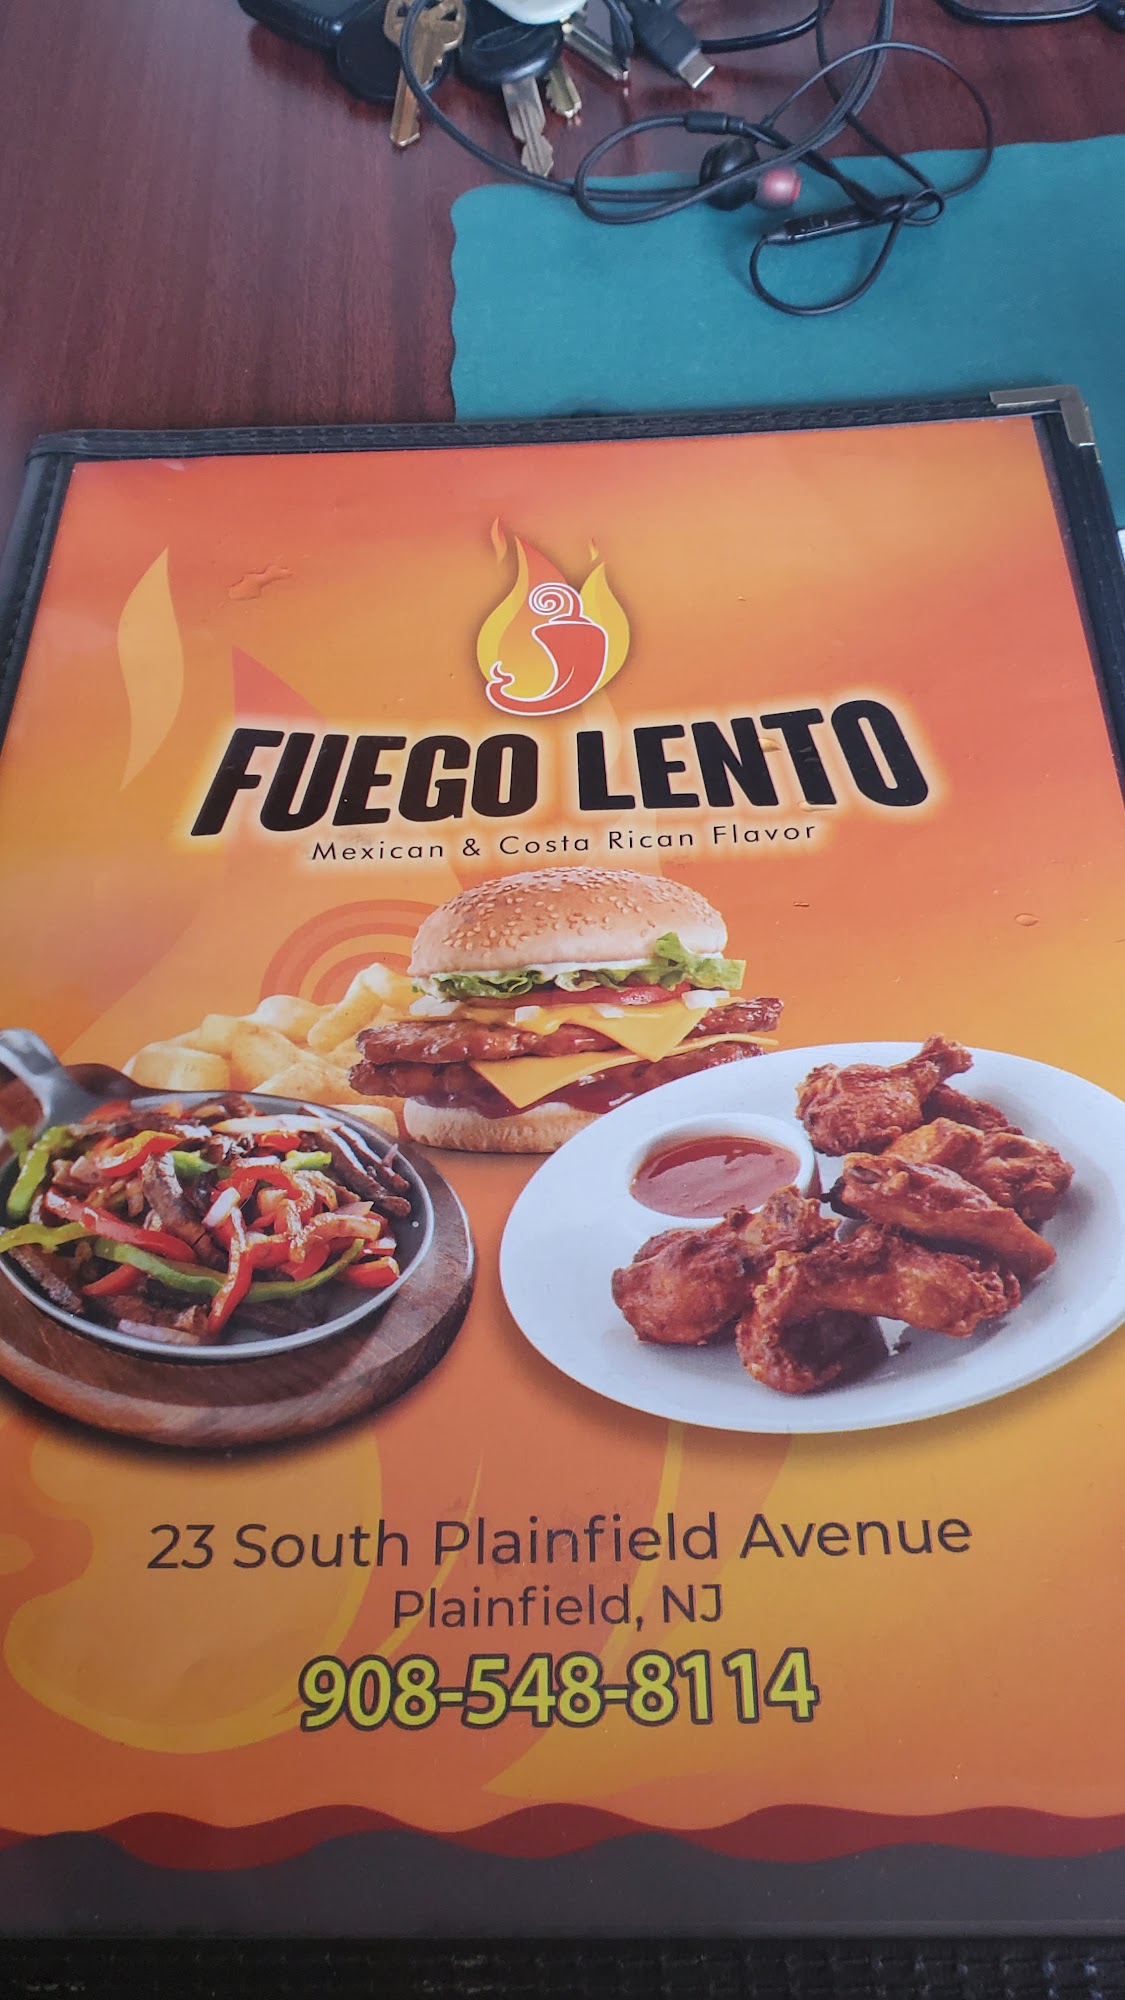 FUEGO LENTO
Mexican & Costa Rican Flavor
23 South Plainfield Avenue
Plainfield, NJ
908-548-8114